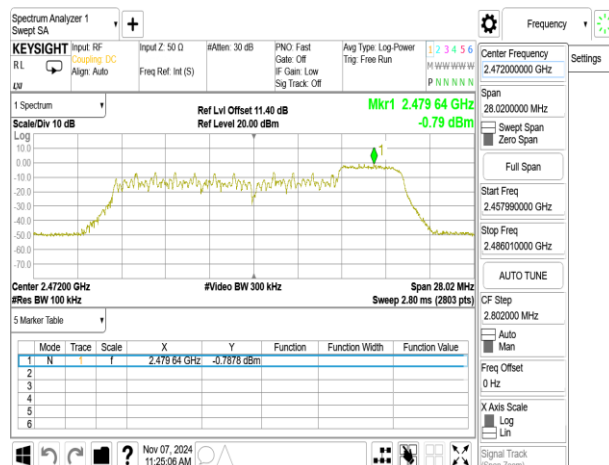 Spectrum Analyzer 1
Swept SA
Frequency
KEYSIGHT
RL
Input: RF
Coupling: DC
Align: Auto
Input Z: 50 Ω
Freq Ref: Int (S)
#Atten: 30 dB
PNO: Fast
Gate: Off
IF Gain: Low
Sig Track: Off
Avg Type: Log-Power
Trig: Free Run
1 2 3 4 5 6
M W W W W W
P N N N N N
Center Frequency
2.472000000 GHz
Settings
Span
28.0200000 MHz
Swept Span
Zero Span
Full Span
Start Freq
2.457990000 GHz
Stop Freq
2.486010000 GHz
AUTO TUNE
CF Step
2.802000 MHz
Auto
Man
Freq Offset
0 Hz
X Axis Scale
Log
Lin
Signal Track
(Span Zoom)
1 Spectrum
Scale/Div 10 dB
Ref Lvl Offset 11.40 dB
Ref Level 20.00 dBm
Mkr1 2.479 64 GHz
-0.79 dBm
Log
10.0
0.00
-10.0
-20.0
-30.0
-40.0
-50.0
-60.0
-70.0
1
Center 2.47200 GHz
#Res BW 100 kHz
#Video BW 300 kHz
Span 28.02 MHz
Sweep 2.80 ms (2803 pts)
5 Marker Table
Mode Trace Scale X Y Function Function Width Function Value
1 N 1 f 2.479 64 GHz -0.7878 dBm
2
3
4
5
6
?
Nov 07, 2024
11:25:06 AM